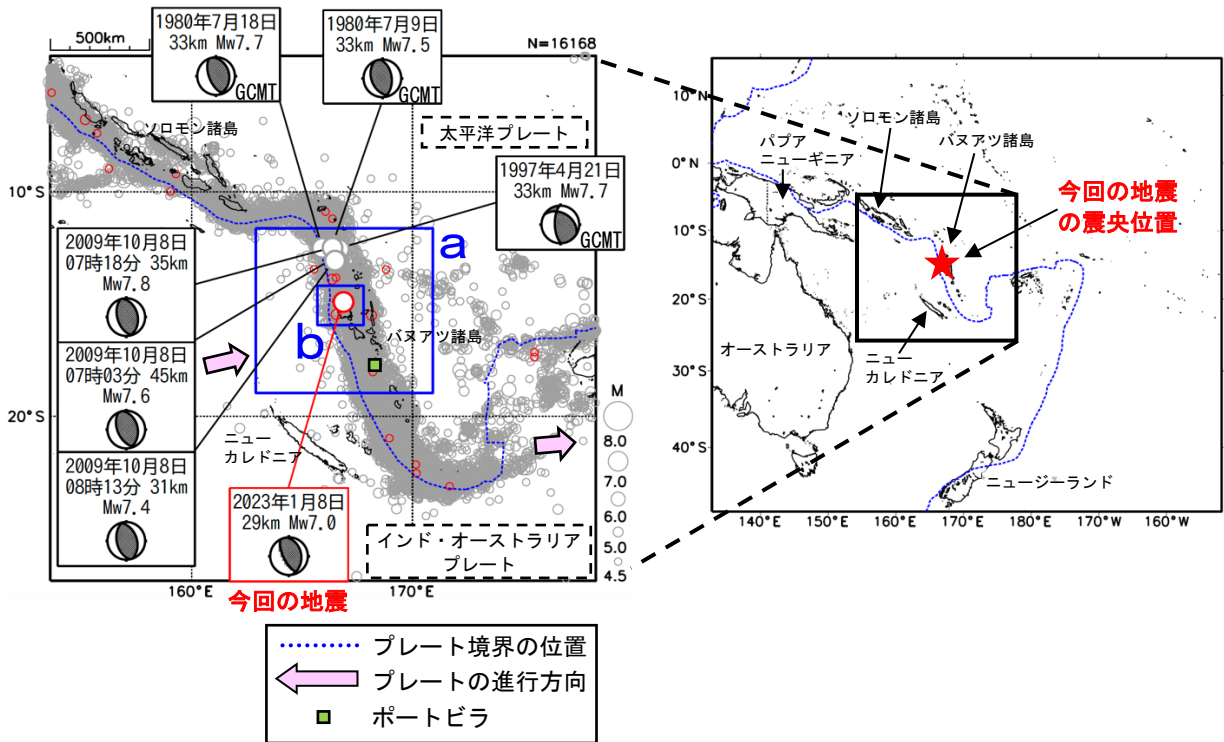 500km
N=16168
1980年7月18日
33km Mw7.7
GCMT
1980年7月9日
33km Mw7.5
GCMT
ソロモン諸島
太平洋プレート
1997年4月21日
33km Mw7.7
GCMT
10°S
2009年10月8日
07時18分 35km
Mw7.8
a
b
バヌアツ諸島
2009年10月8日
07時03分 45km
Mw7.6
20°S
ニュー
カレドニア
2009年10月8日
08時13分 31km
Mw7.4
2023年1月8日
29km Mw7.0
インド・オーストラリア
プレート
M
8.0
7.0
6.0
5.0
4.5
160°E
170°E
今回の地震
プレート境界の位置
プレートの進行方向
ポートビラ
10°N
0°N
10°S
20°S
30°S
40°S
ソロモン諸島
パプア
ニューギニア
バヌアツ諸島
今回の地震
の震央位置
オーストラリア
ニュー
カレドニア
ニュージーランド
140°E
150°E
160°E
170°E
180°E
170°W
160°W